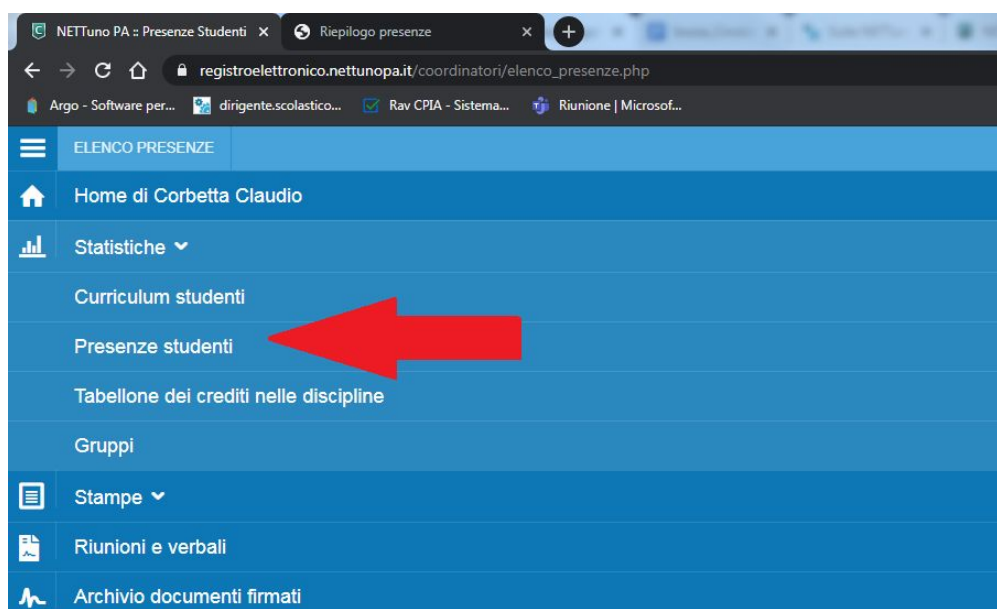 NETTuno PA :: Presenze Studenti
Riepilogo presenze
registroelettronico.nettunopa.it/coordinatori/elenco_presenze.php
Argo - Software per...
dirigente.scolastico...
Rav CPIA - Sistema...
Riunione | Microsof...
ELENCO PRESENZE
Home di Corbetta Claudio
Statistiche
Curriculum studenti
Presenze studenti
Tabellone dei crediti nelle discipline
Gruppi
Stampe
Riunioni e verbali
Archivio documenti firmati